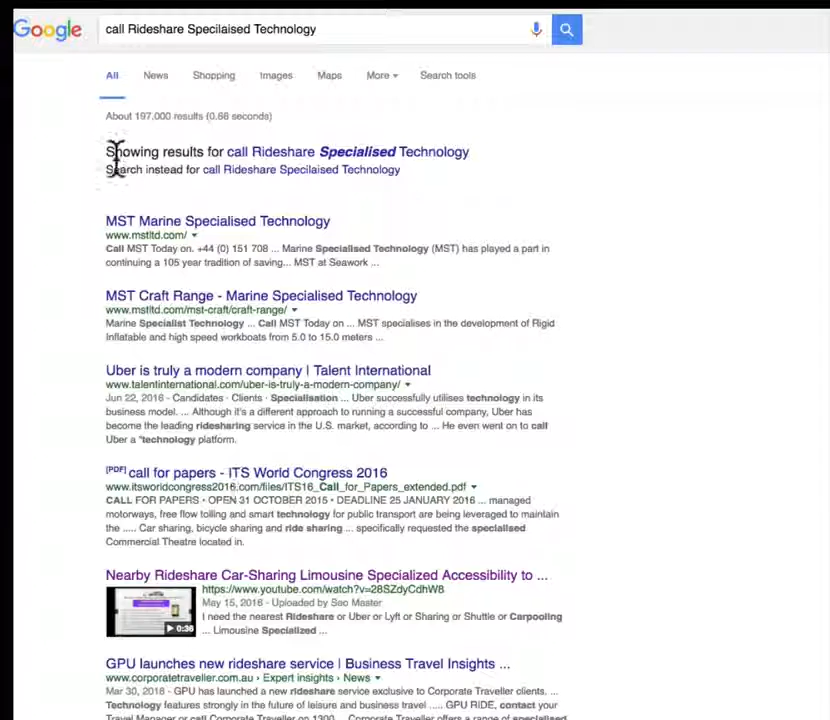 Google
call Rideshare Specilaised Technology
All News Shopping Images Maps More Search tools
About 197,000 results (0.68 seconds)
Showing results for call Rideshare Specialised Technology
Search instead for call Rideshare Specilaised Technology
MST Marine Specialised Technology
www.mstltd.com/
Call MST Today on. +44 (0) 151 708 ... Marine Specialised Technology (MST) has played a part in
continuing a 105 year tradition of saving... MST at Seawork ...
MST Craft Range - Marine Specialised Technology
www.mstltd.com/mst-craft/craft-range/
Marine Specialist Technology ... Call MST Today on ... MST specialises in the development of Rigid
Inflatable and high speed workboats from 5.0 to 15.0 meters ...
Uber is truly a modern company | Talent International
www.talentinternational.com/uber-is-truly-a-modern-company/
Jun 22, 2016 - Candidates · Clients · Specialisation ... Uber successfully utilises technology in its
business model. ... Although it's a different approach to running a successful company, Uber has
become the leading ridesharing service in the U.S. market, according to ... He even went on to call
Uber a "technology platform.
[PDF] call for papers - ITS World Congress 2016
www.itsworldcongress2016.com/files/ITS16_Call_for_Papers_extended.pdf
CALL FOR PAPERS • OPEN 31 OCTOBER 2015 • DEADLINE 25 JANUARY 2016 ... managed
motorways, free flow tolling and smart technology for public transport are being leveraged to maintain
the ..... Car sharing, bicycle sharing and ride sharing ... specifically requested the specialised
Commercial Theatre located in.
Nearby Rideshare Car-Sharing Limousine Specialized Accessibility to ...
https://www.youtube.com/watch?v=28SZdyCdhW8
May 15, 2016 - Uploaded by Seo Master
I need the nearest Rideshare or Uber or Lyft or Sharing or Shuttle or Carpooling
... Limousine Specialized ...
0:36
GPU launches new rideshare service | Business Travel Insights ...
www.corporatetraveller.com.au › Expert insights › News
Mar 30, 2016 - GPU has launched a new rideshare service exclusive to Corporate Traveller clients. ...
Technology features strongly in the future of leisure and business travel ..... GPU RIDE, contact your
Travel Manager or call Corporate Traveller on 1300 ... Corporate Traveller offers a range of specialised